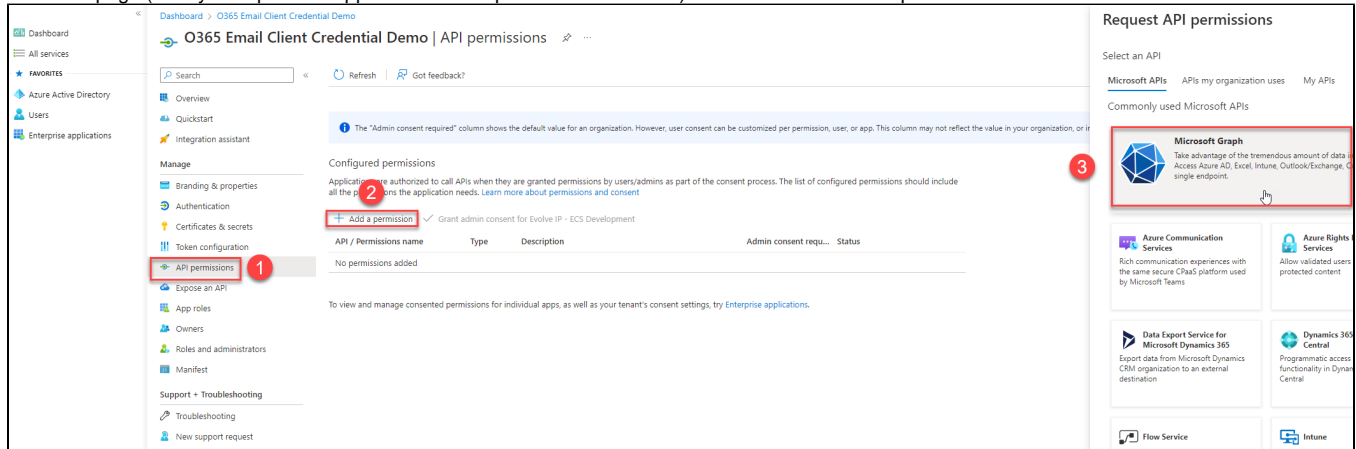 Dashboard
All services
FAVORITES
Azure Active Directory
Users
Enterprise applications
Dashboard > O365 Email Client Credential Demo
O365 Email Client Credential Demo | API permissions
Search
Refresh
Got feedback?
Overview
Quickstart
Integration assistant
Manage
Branding & properties
Authentication
Certificates & secrets
Token configuration
API permissions
1
Expose an API
App roles
Owners
Roles and administrators
Manifest
Support + Troubleshooting
Troubleshooting
New support request
The "Admin consent required" column shows the default value for an organization. However, user consent can be customized per permission, user, or app. This column may not reflect the value in your organization, or
Configured permissions
Applications are authorized to call APIs when they are granted permissions by users/admins as part of the consent process. The list of configured permissions should include
all the the application needs. Learn more about permissions and consent
2
Add a permission
Grant admin consent for Evolve IP - ECS Development
API / Permissions name Type Description Admin consent requ... Status
No permissions added
To view and manage consented permissions for individual apps, as well as your tenant's consent settings, try Enterprise applications.
Request API permissions
Select an API
Microsoft APIs APIs my organization uses My APIs
Commonly used Microsoft APIs
3
Microsoft Graph
Take advantage of the tremendous amount of data
Access Azure AD, Excel, Intune, Outlook/Exchange,
single endpoint.
Azure Communication
Services
Rich communication experiences with
the same secure CPaaS platform used
by Microsoft Teams
Azure Rights
Services
Allow validated users
protected content
Data Export Service for
Microsoft Dynamics 365
Export data from Microsoft Dynamics
CRM organization to an external
destination
Dynamics 365
Central
Programmatic access
functionality in
Central
Flow Service
Intune